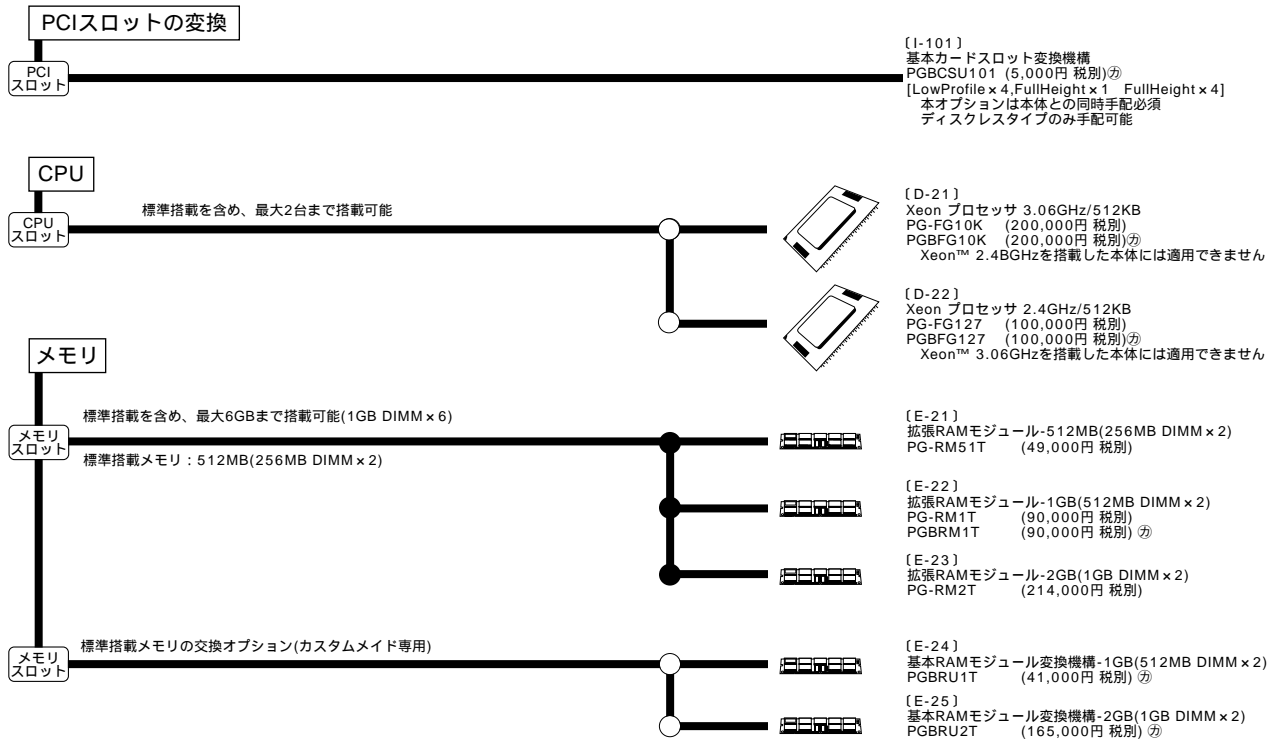 PCIスロットの変換
PCI
スロット
〔I-101〕
基本カードスロット変換機構
PGBCSU101 (5,000円 税別)㋕
[LowProfile×4,FullHeight×1 FullHeight×4]
本オプションは本体との同時手配必須
ディスクレスタイプのみ手配可能
CPU
CPU
スロット
標準搭載を含め、最大2台まで搭載可能
〔D-21〕
Xeon プロセッサ 3.06GHz/512KB
PG-FG10K (200,000円 税別)
PGBFG10K (200,000円 税別)㋕
Xeon™ 2.4BGHzを搭載した本体には適用できません
〔D-22〕
Xeon プロセッサ 2.4GHz/512KB
PG-FG127 (100,000円 税別)
PGBFG127 (100,000円 税別)㋕
Xeon™ 3.06GHzを搭載した本体には適用できません
メモリ
メモリ
スロット
標準搭載を含め、最大6GBまで搭載可能(1GB DIMM×6)
標準搭載メモリ：512MB(256MB DIMM×2)
〔E-21〕
拡張RAMモジュール-512MB(256MB DIMM×2)
PG-RM51T (49,000円 税別)
〔E-22〕
拡張RAMモジュール-1GB(512MB DIMM×2)
PG-RM1T (90,000円 税別)
PGBRM1T (90,000円 税別) ㋕
〔E-23〕
拡張RAMモジュール-2GB(1GB DIMM×2)
PG-RM2T (214,000円 税別)
メモリ
スロット
標準搭載メモリの交換オプション(カスタムメイド専用)
〔E-24〕
基本RAMモジュール変換機構-1GB(512MB DIMM×2)
PGBRU1T (41,000円 税別) ㋕
〔E-25〕
基本RAMモジュール変換機構-2GB(1GB DIMM×2)
PGBRU2T (165,000円 税別) ㋕